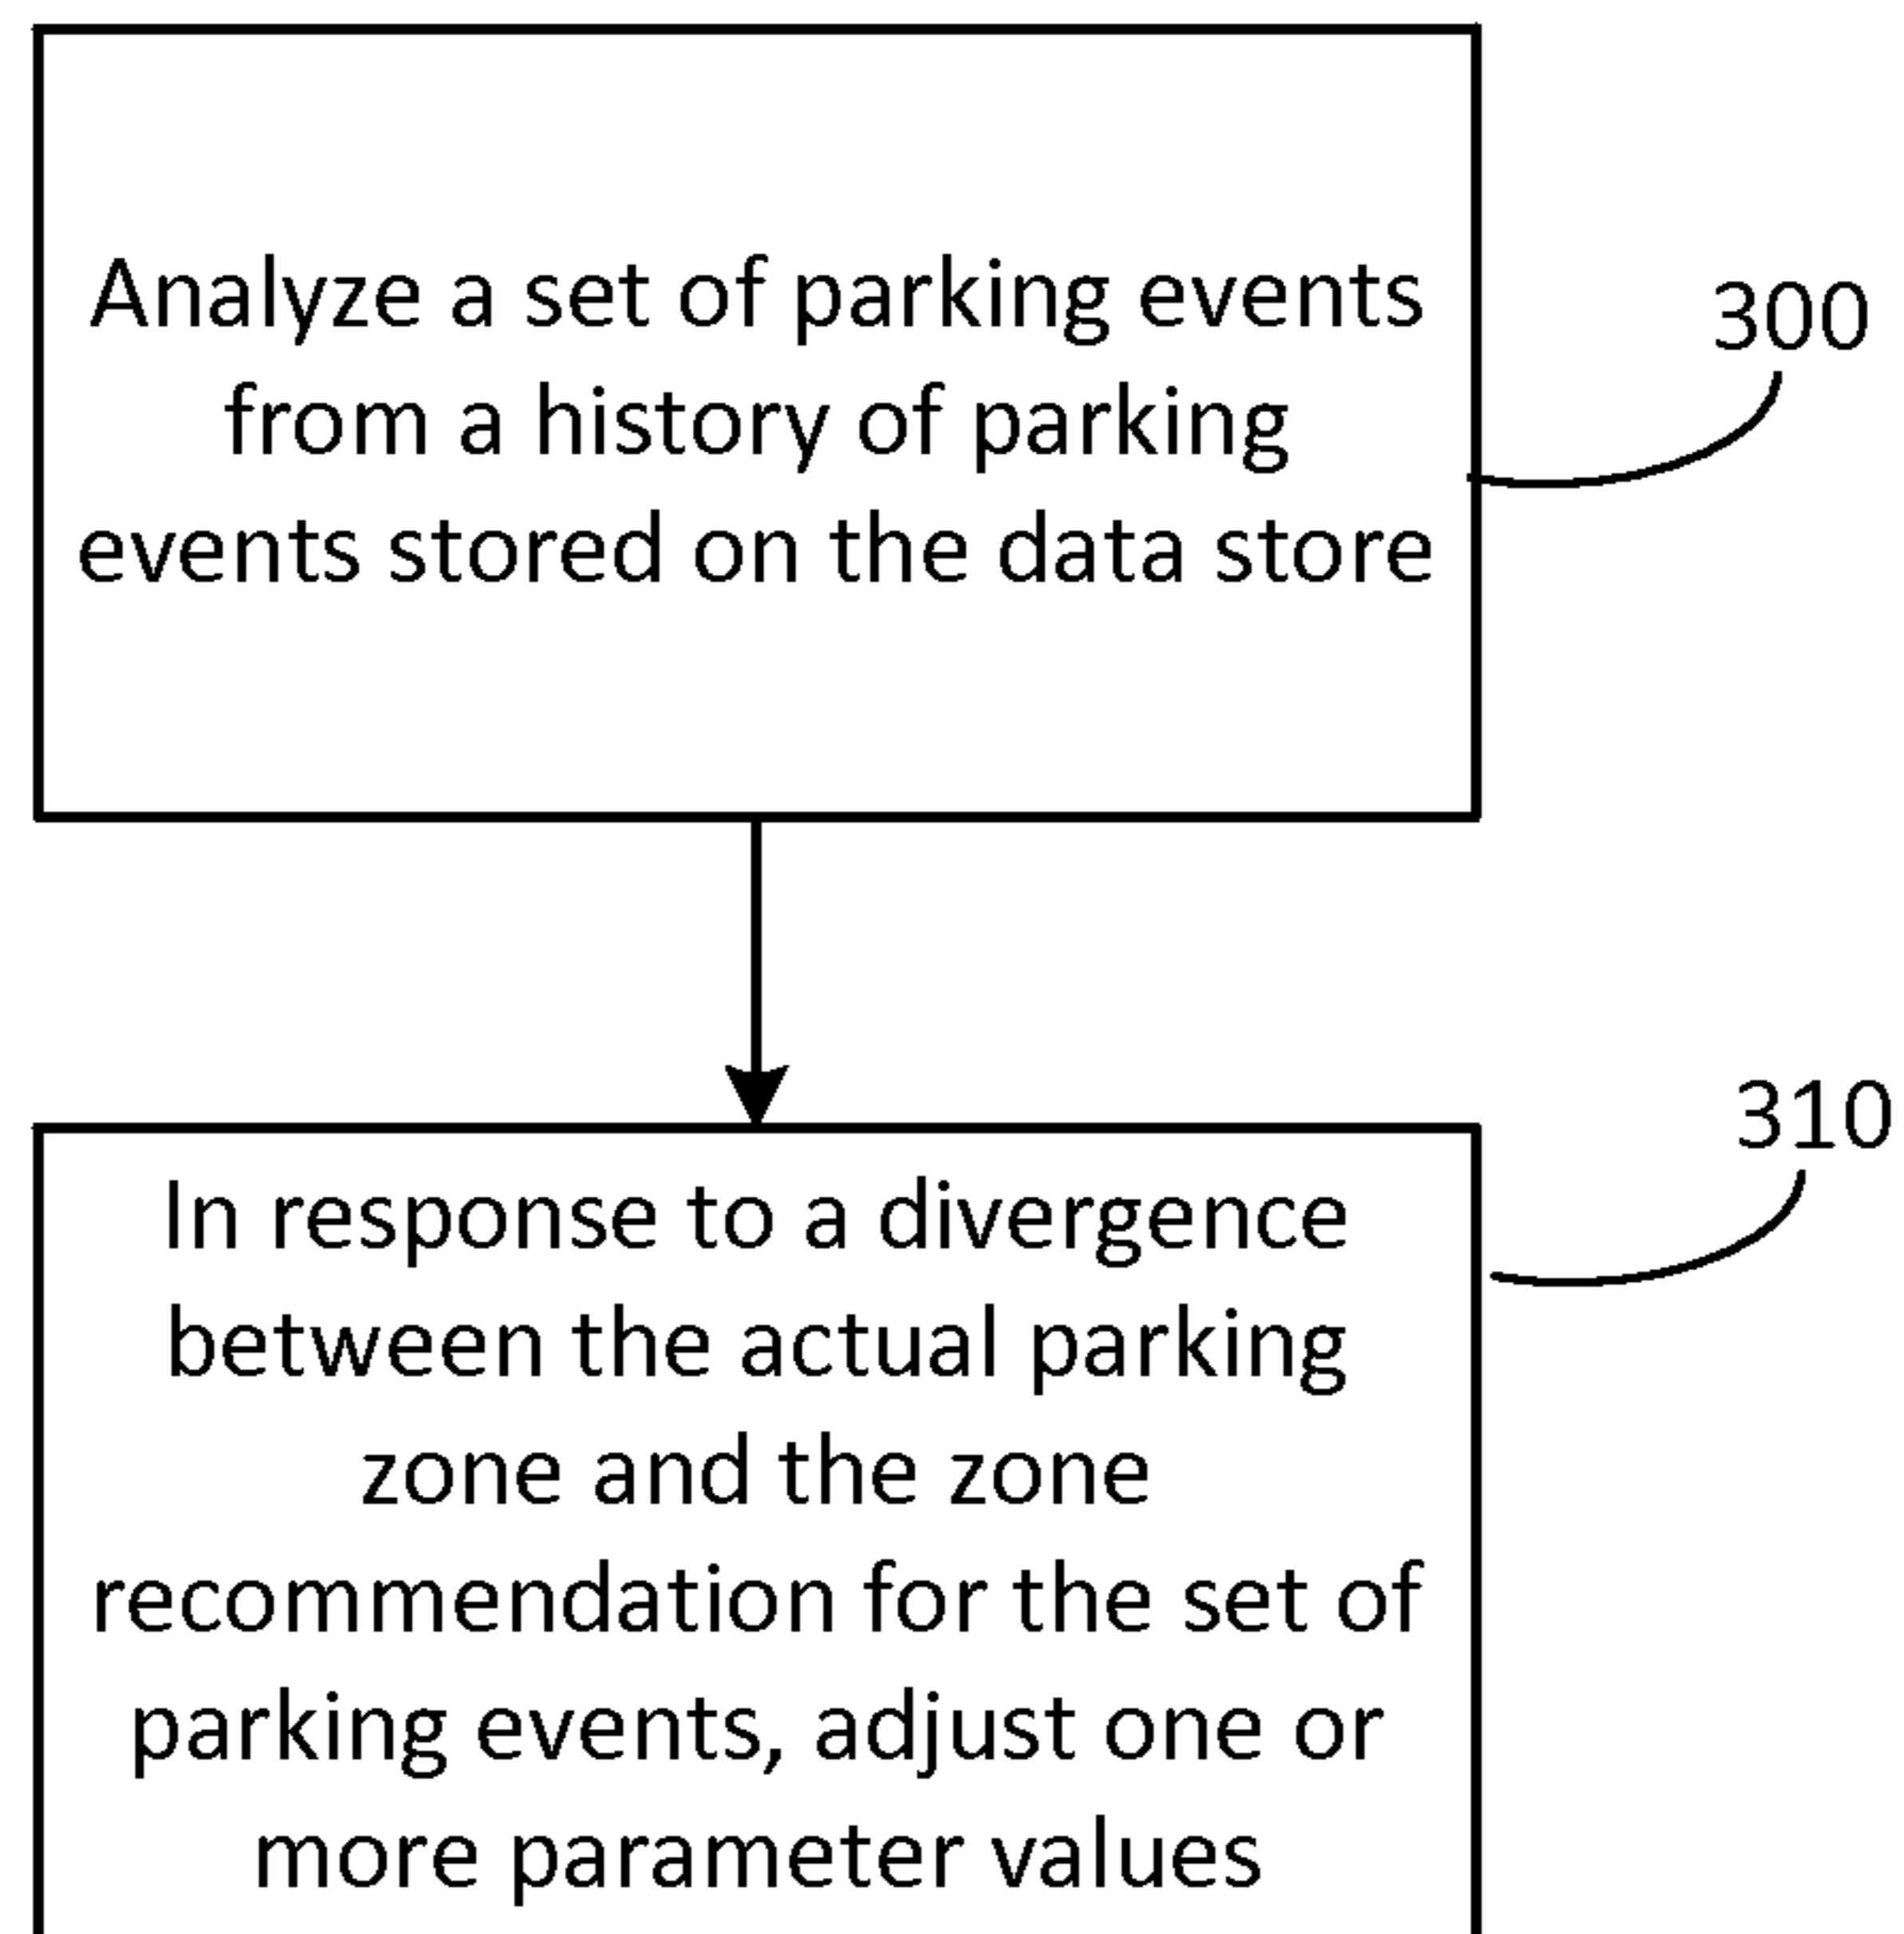 Analyze a set of parking events
from a history of parking
events stored on the data store
300
310
In response to a divergence
between the actual parking
zone and the zone
recommendation for the set of
parking events, adjust one or
more parameter values